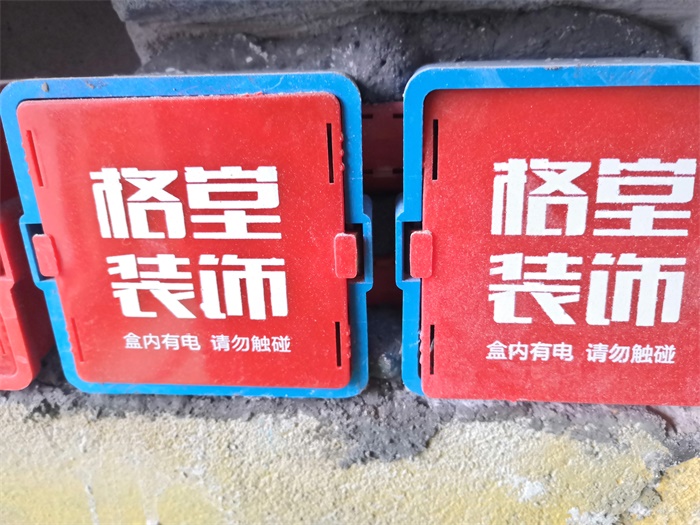 格堂
装饰
盒内有电 请勿触碰
格堂
装饰
盒内有电 请勿触碰